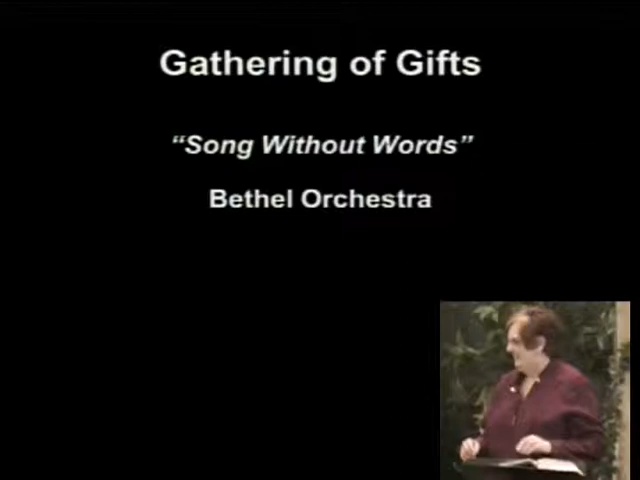 Gathering of Gifts
“Song Without Words”
Bethel Orchestra